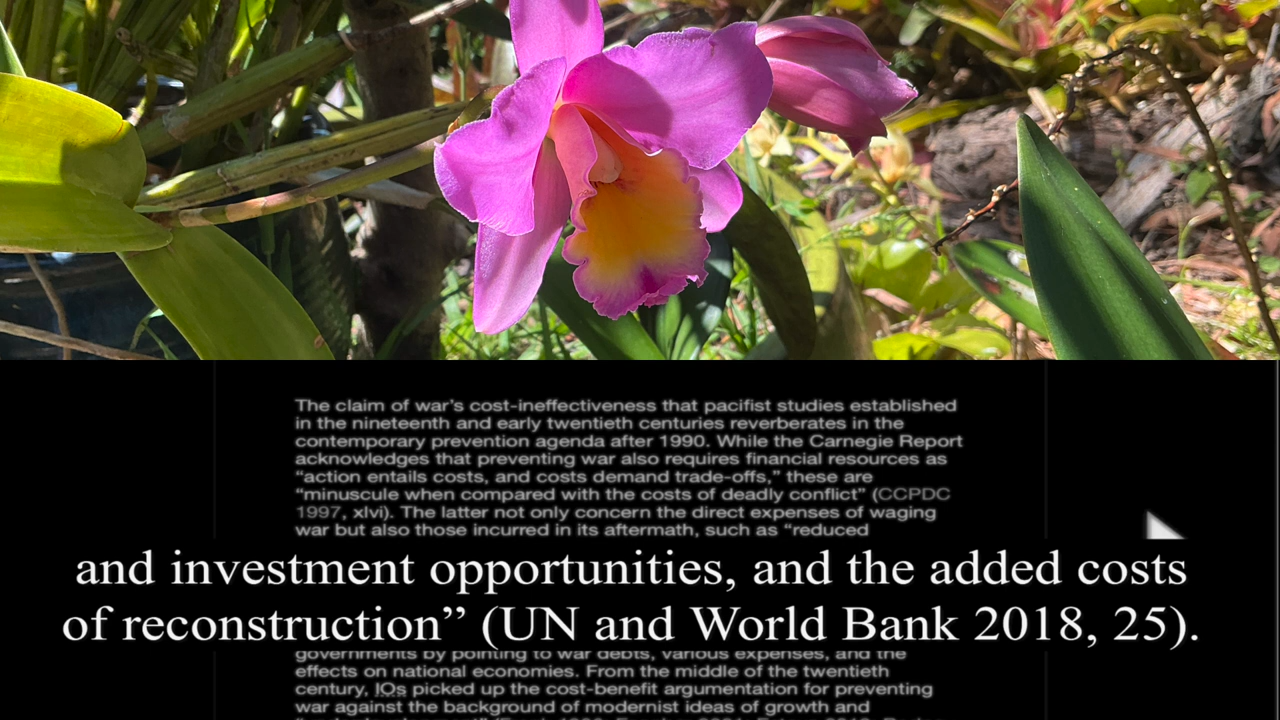 The claim of war's cost-ineffectiveness that pacifist studies established
in the nineteenth and early twentieth centuries reverberates in the
contemporary prevention agenda after 1990. While the Carnegie Report
acknowledges that preventing war also requires financial resources as
“action entails costs, and costs demand trade-offs,” these are
“minuscule when compared with the costs of deadly conflict” (CCPDC
1997, xlvi). The latter not only concern the direct expenses of waging
war but also those incurred in its aftermath, such as “reduced
and investment opportunities, and the added costs
of reconstruction” (UN and World Bank 2018, 25).
governments by pointing to war debts, various expenses, and the
effects on national economies. From the middle of the twentieth
century, IOs picked up the cost-benefit argumentation for preventing
war against the background of modernist ideas of growth and